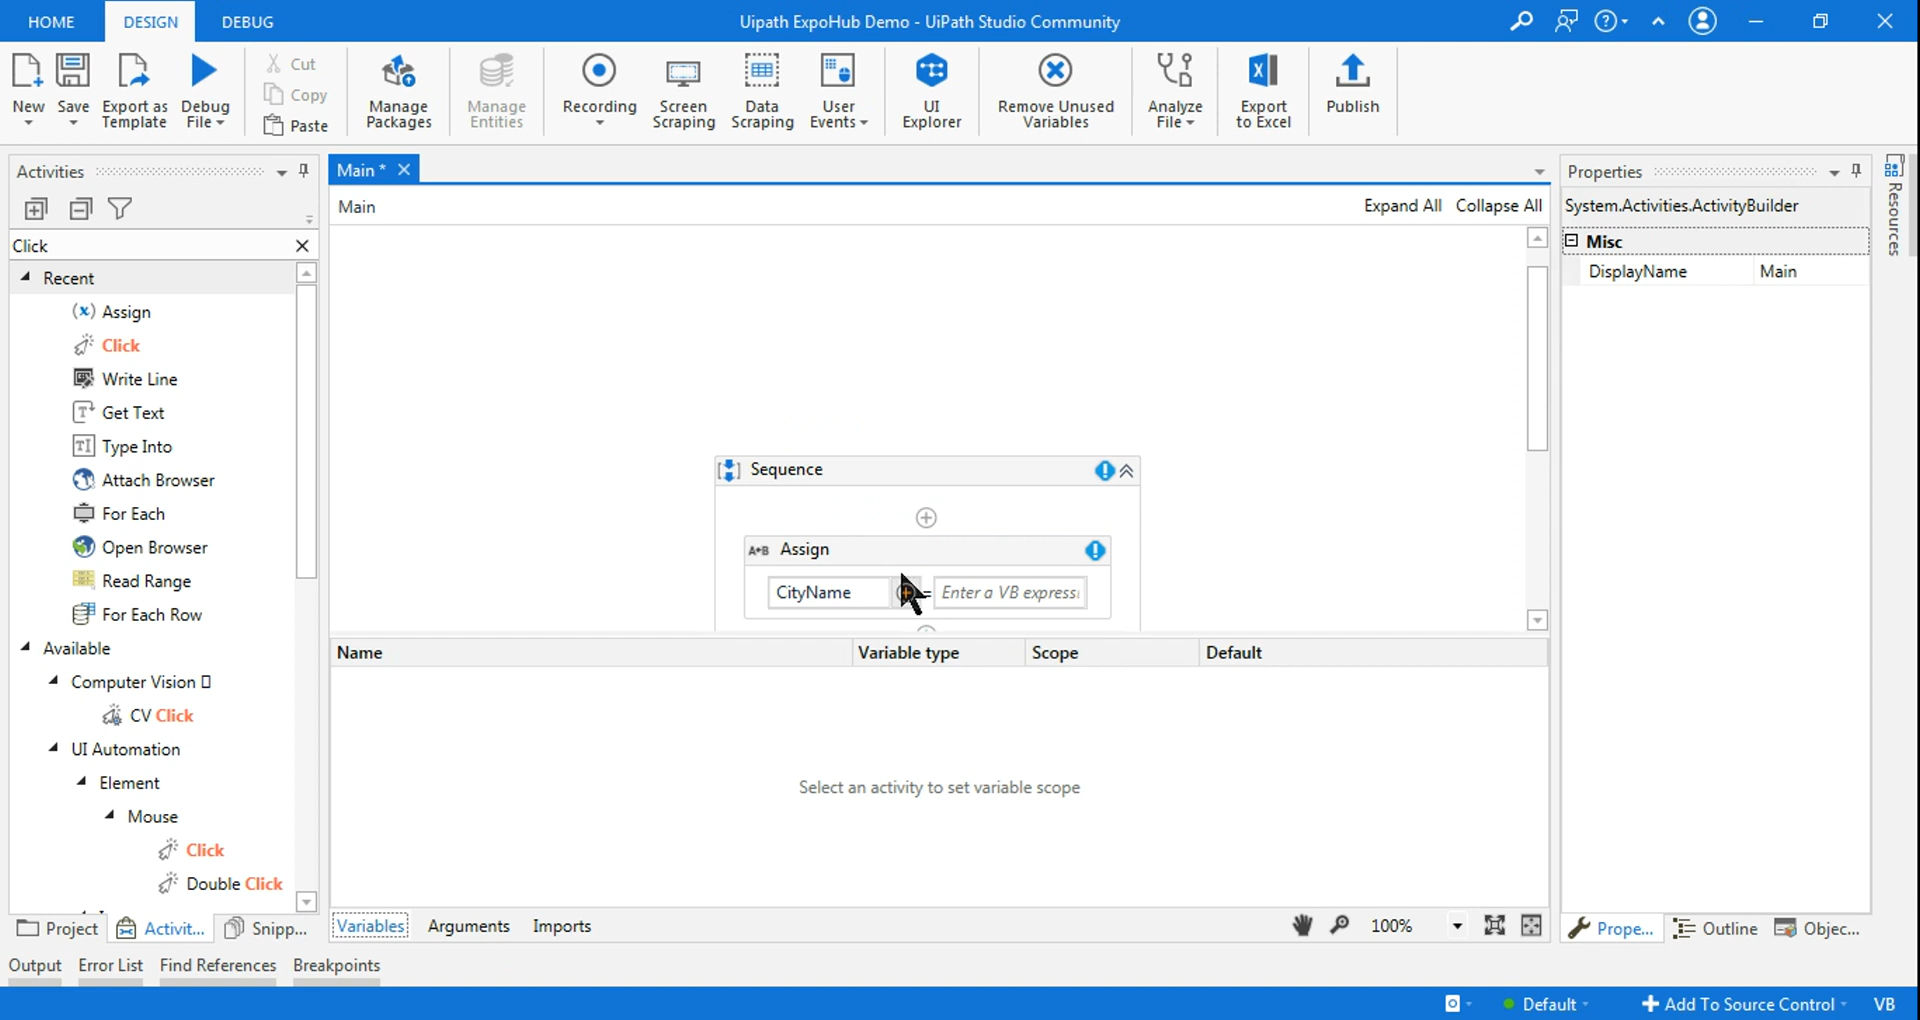 HOME DESIGN DEBUG Uipath ExpoHub Demo - UiPath Studio Community
New Save Export as Template Debug File Cut Copy Paste Manage Packages Manage Entities Recording Screen Scraping Data Scraping User Events UI Explorer Remove Unused Variables Analyze File Export to Excel Publish
Activities
Click
Recent
Assign
Click
Write Line
Get Text
Type Into
Attach Browser
For Each
Open Browser
Read Range
For Each Row
Available
Computer Vision
CV Click
UI Automation
Element
Mouse
Click
Double Click
Project Activit... Snipp...
Main *
Main Expand All Collapse All
Sequence
A*B Assign
CityName = Enter a VB expressi
Name Variable type Scope Default
Select an activity to set variable scope
Variables Arguments Imports 100%
Properties
System.Activities.ActivityBuilder
Misc
DisplayName Main
Resources
Prope... Outline Objec...
Output Error List Find References Breakpoints
Default Add To Source Control VB